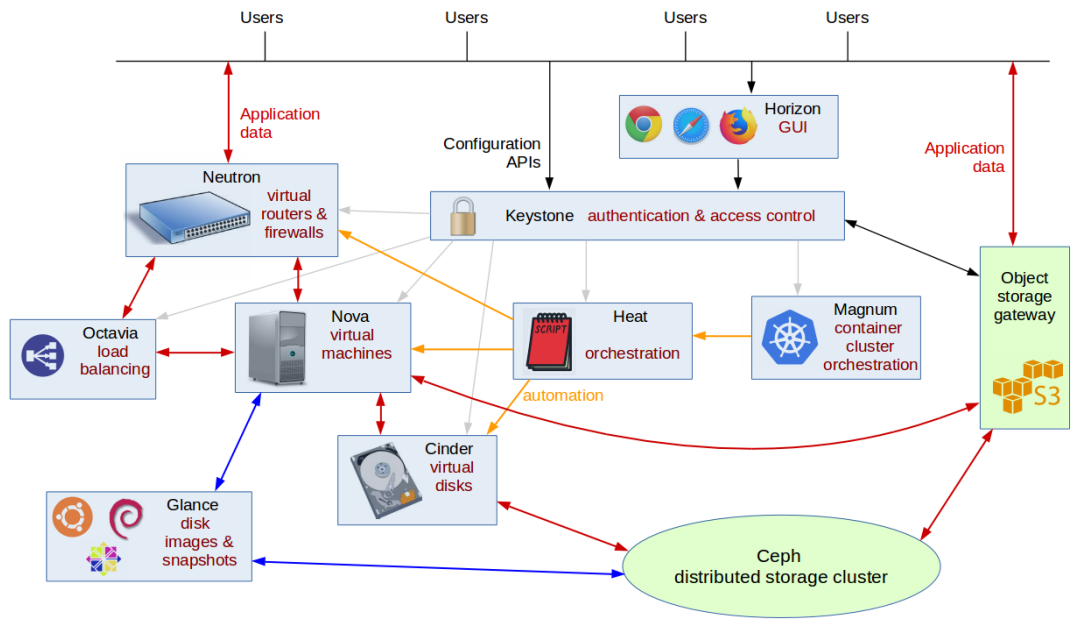 Users
Users
Users
Users
Application
data
Configuration
APIs
Horizon
GUI
Application
data
Neutron
virtual
routers &
firewalls
Keystone authentication & access control
Object
storage
gateway
S3
Octavia
load
balancing
Nova
virtual
machines
SCRIPT
Heat
orchestration
Magnum
container
cluster
orchestration
automation
Cinder
virtual
disks
Glance
disk
images &
snapshots
Ceph
distributed storage cluster